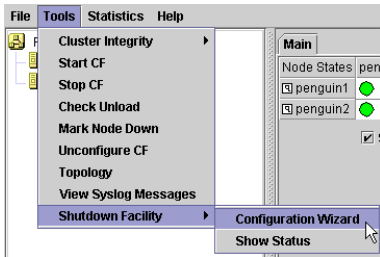 File Tools Statistics Help
Cluster Integrity
Start CF
Stop CF
Check Unload
Mark Node Down
Unconfigure CF
Topology
View Syslog Messages
Shutdown Facility
Configuration Wizard
Show Status
Main
Node States pen
penguin1
penguin2